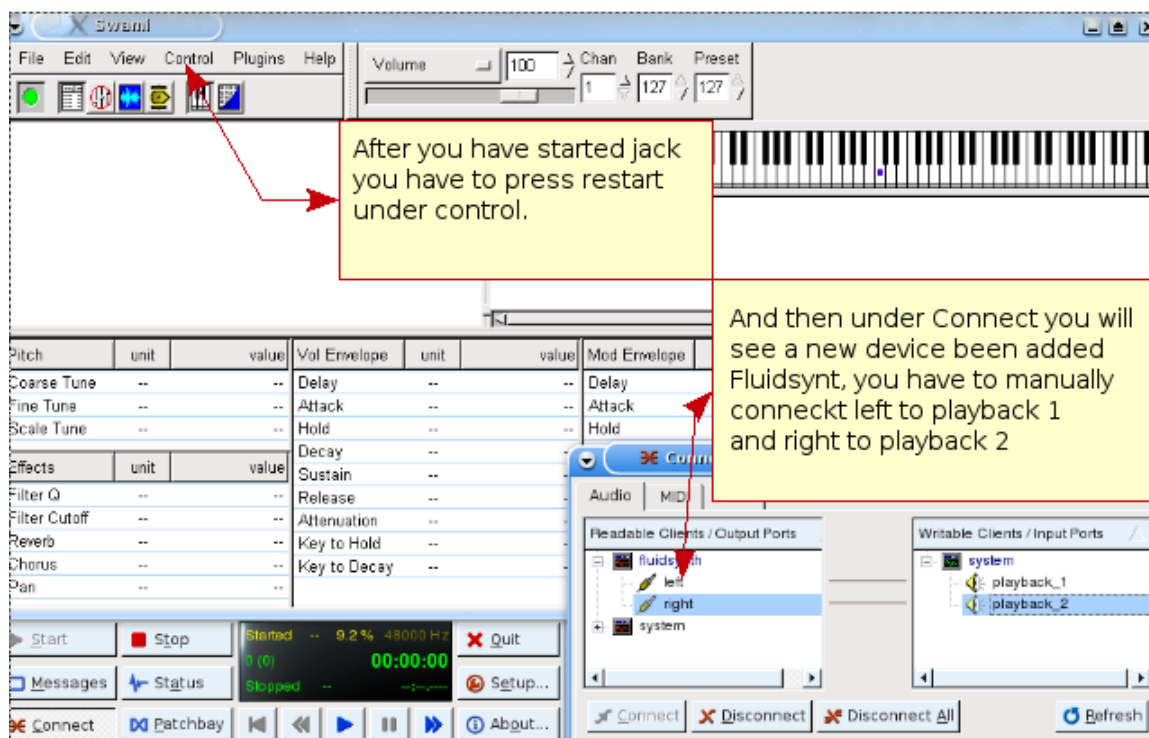 Swami
File Edit View Control Plugins Help
Volume 100
Chan Bank Preset
1 127 127
After you have started jack
you have to press restart
under control.
And then under Connect you will
see a new device been added
Fluidsynt, you have to manually
conneckt left to playback 1
and right to playback 2
Pitch unit value
Coarse Tune -- --
Fine Tune -- --
Scale Tune -- --
Effects unit value
Filter Q -- --
Filter Cutoff -- --
Reverb -- --
Chorus -- --
Pan -- --
Vol Envelope unit value
Delay -- --
Attack -- --
Hold -- --
Decay --
Sustain --
Release --
Attenuation --
Key to Hold --
Key to Decay --
Mod Envelope
Delay
Attack
Hold
Audio MIDI
Readable Clients / Output Ports
fluidsynth
left
right
system
Writable Clients / Input Ports
system
playback_1
playback_2
Connect Disconnect Disconnect All Refresh
Start Stop
Messages Status
Connect Patchbay
Started -- 9.2 % 48000 Hz
0 (0) 00:00:00
Stopped -- --:--.----
Quit
Setup...
About...